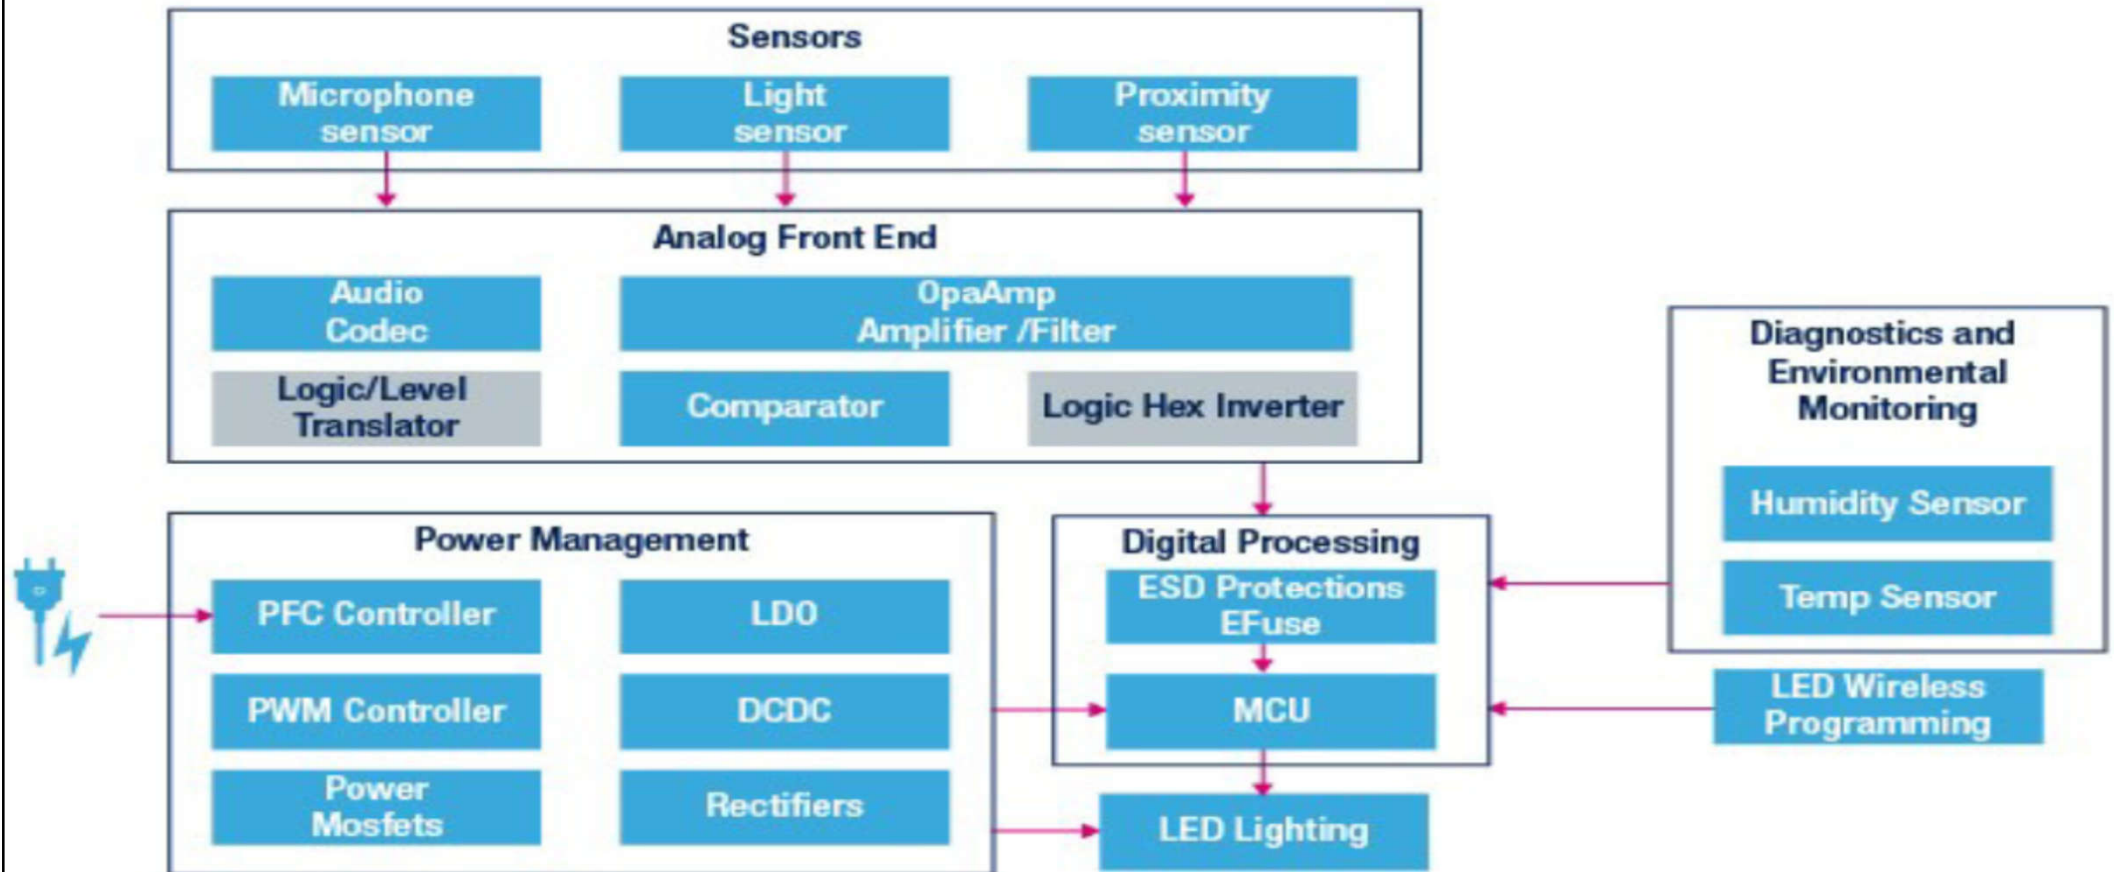 Sensors
Microphone
sensor
Light
sensor
Proximity
sensor
Analog Front End
Audio
Codec
OpaAmp
Amplifier /Filter
Logic/Level
Translator
Comparator
Logic Hex Inverter
Diagnostics and
Environmental
Monitoring
Humidity Sensor
Temp Sensor
Power Management
PFC Controller
LDO
PWM Controller
DCDC
Power
Mosfets
Rectifiers
Digital Processing
ESD Protections
EFuse
MCU
LED Wireless
Programming
LED Lighting